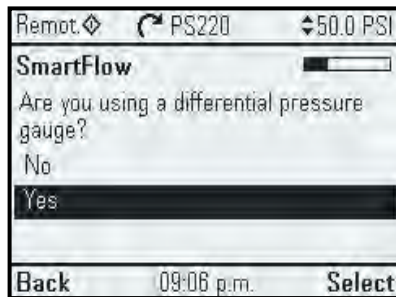 Remot. PS220 50.0 PSI
SmartFlow
Are you using a differential pressure
gauge?
No
Yes
Back 09:06 p.m. Select